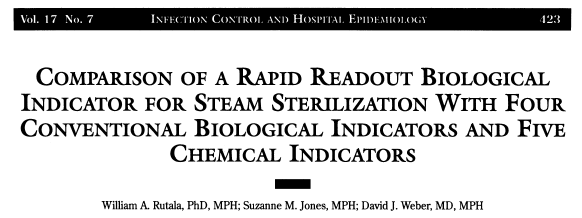 Vol. 17 No. 7 INFECTION CONTROL AND HOSPITAL EPIDEMIOLOGY 423
COMPARISON OF A RAPID READOUT BIOLOGICAL
INDICATOR FOR STEAM STERILIZATION WITH FOUR
CONVENTIONAL BIOLOGICAL INDICATORS AND FIVE
CHEMICAL INDICATORS
William A. Rutala, PhD, MPH; Suzanne M. Jones, MPH; David J. Weber, MD, MPH